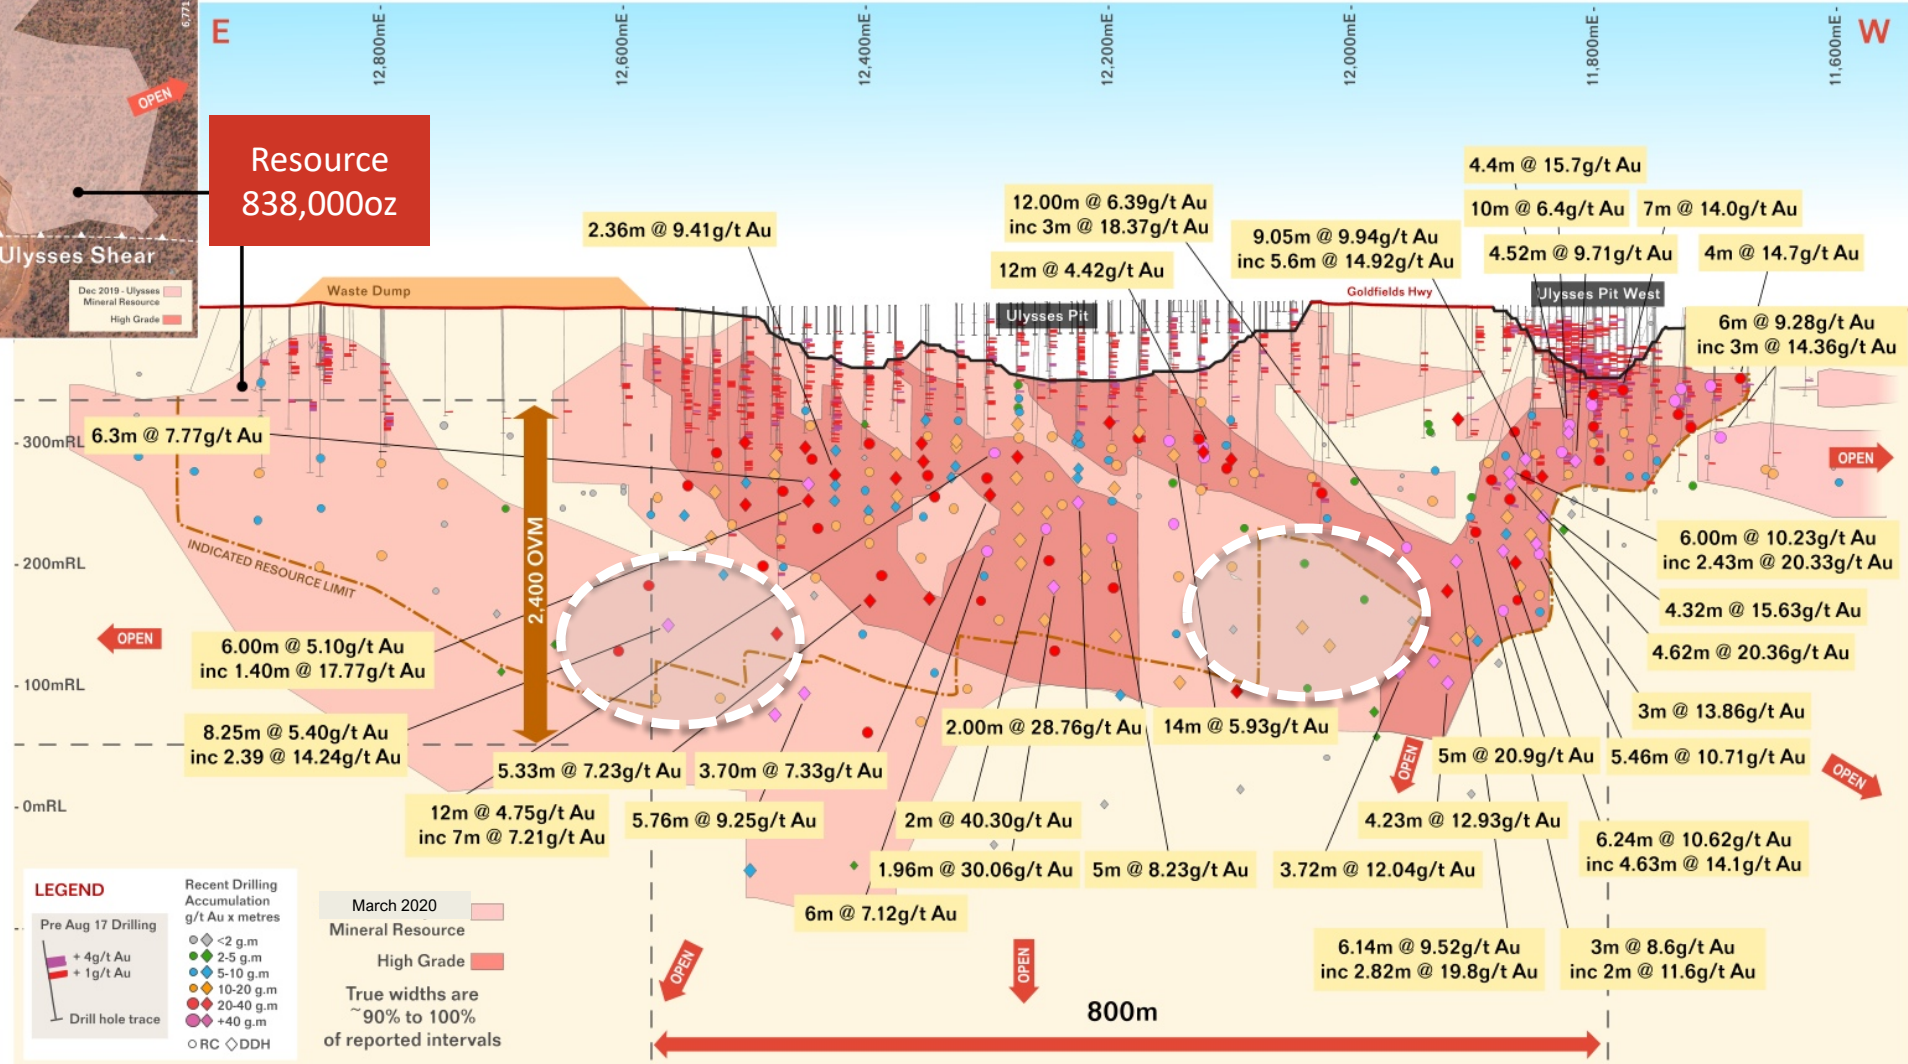 6,771
E
12,800mE
12,600mE
12,400mE
12,200mE
12,000mE
11,800mE
11,600mE
W
OPEN
Resource
838,000oz
Ulysses Shear
Dec 2019 - Ulysses
Mineral Resource
High Grade
Waste Dump
2.36m @ 9.41g/t Au
12.00m @ 6.39g/t Au
inc 3m @ 18.37g/t Au
12m @ 4.42g/t Au
9.05m @ 9.94g/t Au
inc 5.6m @ 14.92g/t Au
4.4m @ 15.7g/t Au
10m @ 6.4g/t Au
7m @ 14.0g/t Au
4.52m @ 9.71g/t Au
4m @ 14.7g/t Au
Ulysses Pit
Goldfields Hwy
Ulysses Pit West
6m @ 9.28g/t Au
inc 3m @ 14.36g/t Au
6.3m @ 7.77g/t Au
300mRL
OPEN
200mRL
INDICATED RESOURCE LIMIT
2,400 OVM
6.00m @ 10.23g/t Au
inc 2.43m @ 20.33g/t Au
4.32m @ 15.63g/t Au
OPEN
6.00m @ 5.10g/t Au
inc 1.40m @ 17.77g/t Au
4.62m @ 20.36g/t Au
100mRL
8.25m @ 5.40g/t Au
inc 2.39 @ 14.24g/t Au
2.00m @ 28.76g/t Au
14m @ 5.93g/t Au
3m @ 13.86g/t Au
5.33m @ 7.23g/t Au
3.70m @ 7.33g/t Au
OPEN
5m @ 20.9g/t Au
5.46m @ 10.71g/t Au
OPEN
0mRL
12m @ 4.75g/t Au
inc 7m @ 7.21g/t Au
5.76m @ 9.25g/t Au
2m @ 40.30g/t Au
4.23m @ 12.93g/t Au
6.24m @ 10.62g/t Au
inc 4.63m @ 14.1g/t Au
1.96m @ 30.06g/t Au
5m @ 8.23g/t Au
3.72m @ 12.04g/t Au
6m @ 7.12g/t Au
6.14m @ 9.52g/t Au
inc 2.82m @ 19.8g/t Au
3m @ 8.6g/t Au
inc 2m @ 11.6g/t Au
LEGEND
Pre Aug 17 Drilling
+ 4g/t Au
+ 1g/t Au
Drill hole trace
Recent Drilling
Accumulation
g/t Au x metres
<2 g.m
2-5 g.m
5-10 g.m
10-20 g.m
20-40 g.m
+40 g.m
RC DDH
March 2020
Mineral Resource
High Grade
True widths are
~90% to 100%
of reported intervals
OPEN
OPEN
800m